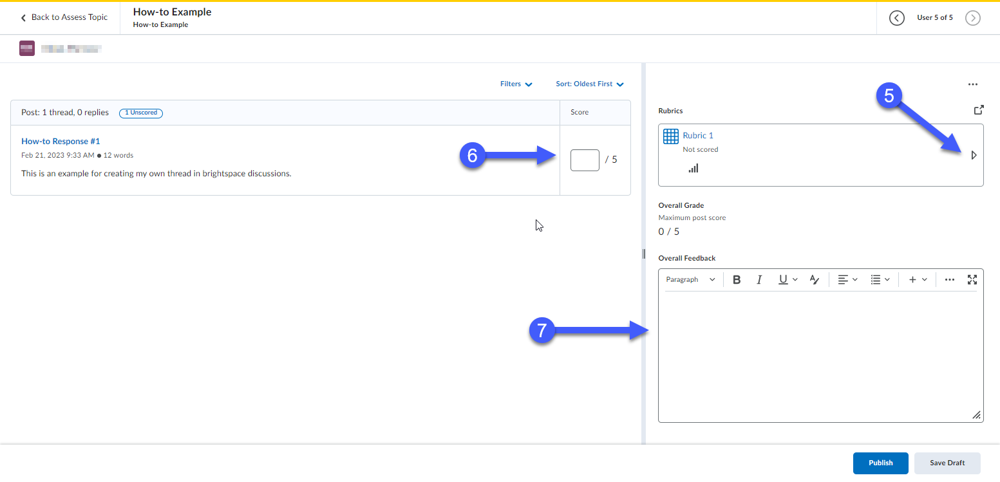 Back to Assess Topic
How-to Example
How-to Example
User 5 of 5
Filters
Sort: Oldest First
Post: 1 thread, 0 replies
1 Unscored
Score
How-to Response #1
Feb 21, 2023 9:33 AM ● 12 words
This is an example for creating my own thread in brightspace discussions.
6
/ 5
5
Rubrics
Rubric 1
Not scored
Overall Grade
Maximum post score
0 / 5
Overall Feedback
7
Paragraph
B I U A
Publish
Save Draft